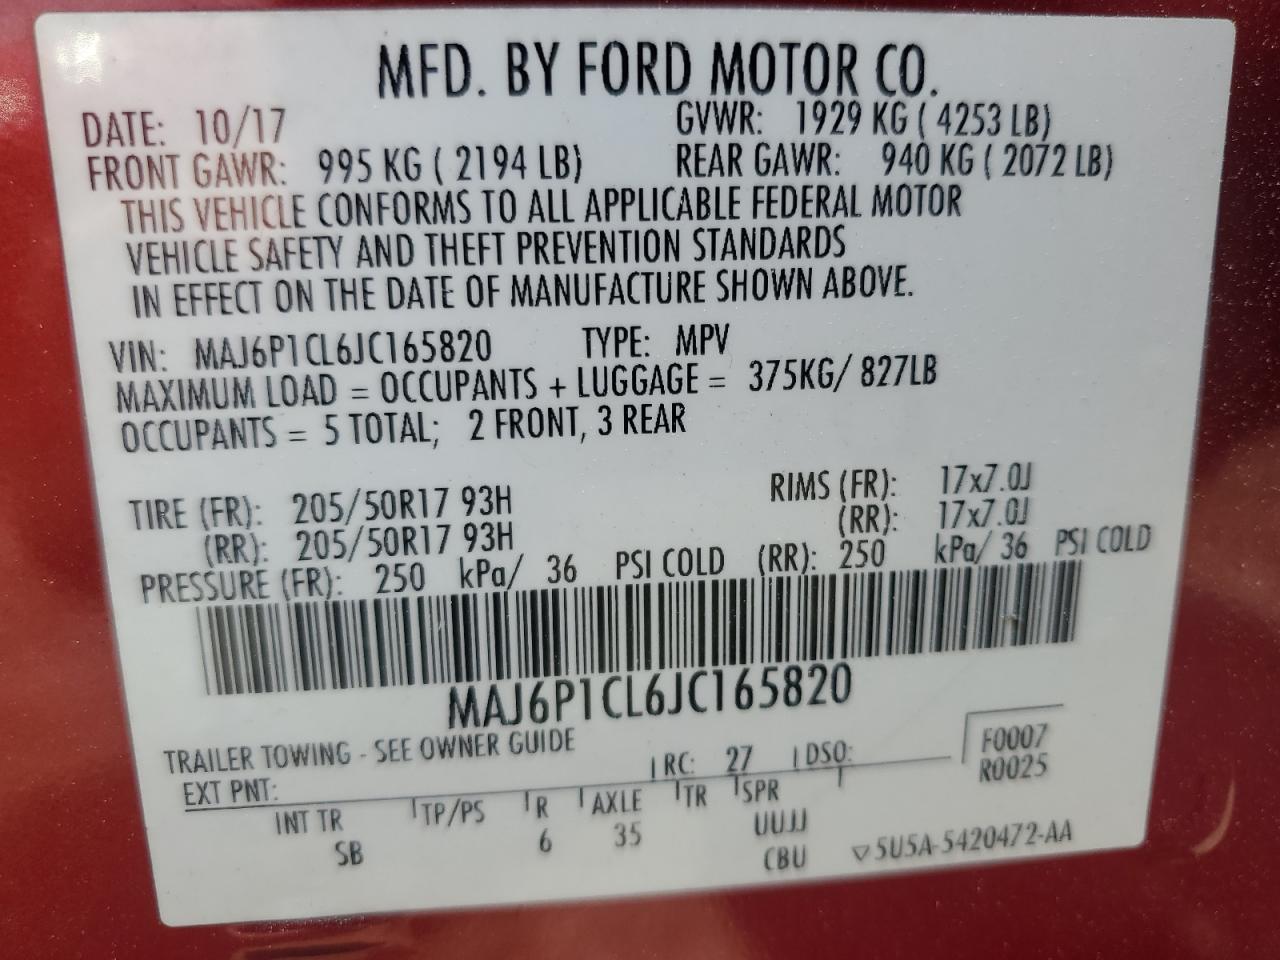 MFD. BY FORD MOTOR CO.
DATE: 10/17 GVWR: 1929 KG ( 4253 LB)
FRONT GAWR: 995 KG ( 2194 LB) REAR GAWR: 940 KG ( 2072 LB)
THIS VEHICLE CONFORMS TO ALL APPLICABLE FEDERAL MOTOR
VEHICLE SAFETY AND THEFT PREVENTION STANDARDS
IN EFFECT ON THE DATE OF MANUFACTURE SHOWN ABOVE.
VIN: MAJ6P1CL6JC165820 TYPE: MPV
MAXIMUM LOAD = OCCUPANTS + LUGGAGE = 375KG/ 827LB
OCCUPANTS = 5 TOTAL; 2 FRONT, 3 REAR
TIRE (FR): 205/50R17 93H RIMS (FR): 17x7.0J
(RR): 205/50R17 93H (RR): 17x7.0J
PRESSURE (FR): 250 kPa/ 36 PSI COLD (RR): 250 kPa/ 36 PSI COLD
MAJ6P1CL6JC165820
TRAILER TOWING - SEE OWNER GUIDE
EXT PNT: RC: 27 DSO: F0007
R0025
INT TR TP/PS R AXLE TR SPR
SB 6 35 UUJJ
CBU 5U5A-5420472-AA